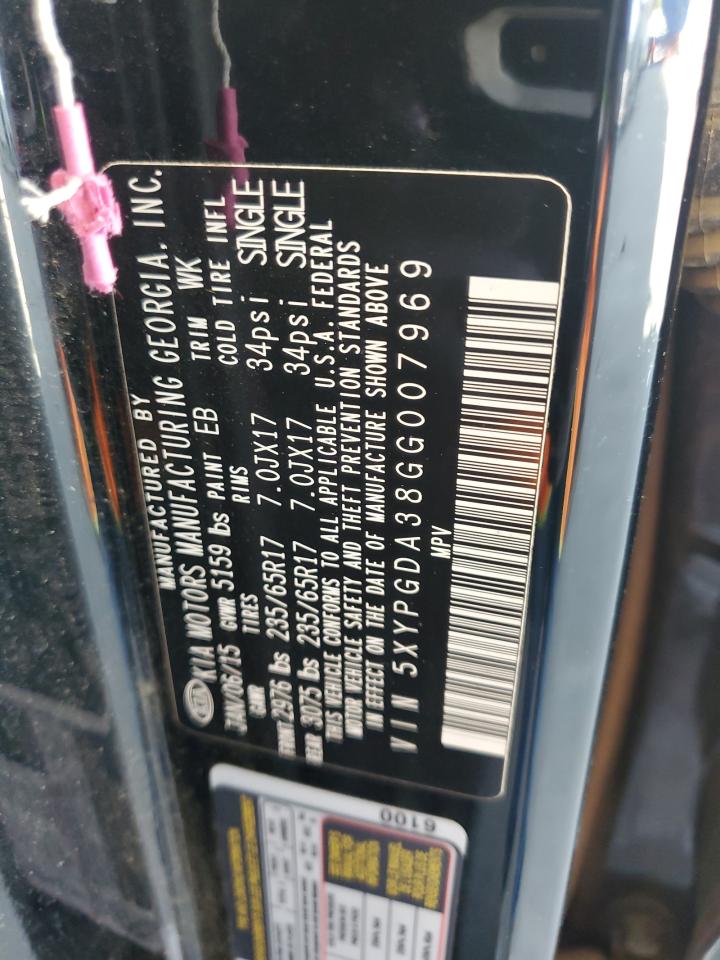 KIA
MANUFACTURED BY
KIA MOTORS MANUFACTURING GEORGIA, INC.
JAN/06/15 GVWR 5159 lbs PAINT EB TRIM WK
GAWR TIRES RIMS COLD TIRE INFL
FRONT 2976 lbs 235/65R17 7.0JX17 34psi SINGLE
REAR 3075 lbs 235/65R17 7.0JX17 34psi SINGLE
THIS VEHICLE CONFORMS TO ALL APPLICABLE U.S.A. FEDERAL
MOTOR VEHICLE SAFETY AND THEFT PREVENTION STANDARDS
IN EFFECT ON THE DATE OF MANUFACTURE SHOWN ABOVE
VIN 5XYPGDA38GG007969
MPV
6100